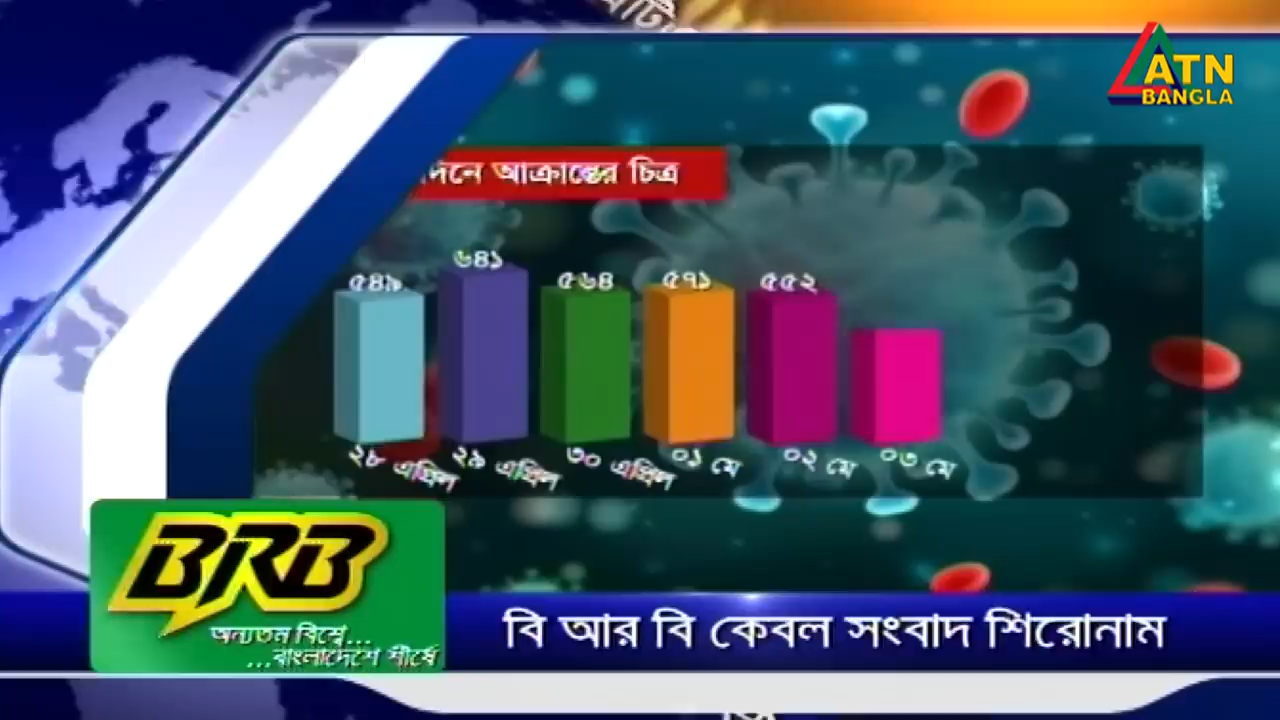 ATN
BANGLA
দিনে আক্রান্তের চিত্র
৫৪৯ ৬৪১ ৫৬৪ ৫৭১ ৫৫২
২৮ এপ্রিল ২৯ এপ্রিল ৩০ এপ্রিল ০১ মে ০২ মে ০৩ মে
BRB
অন্যতম বিশ্বে...
...বাংলাদেশে শীর্ষে
বি আর বি কেবল সংবাদ শিরোনাম